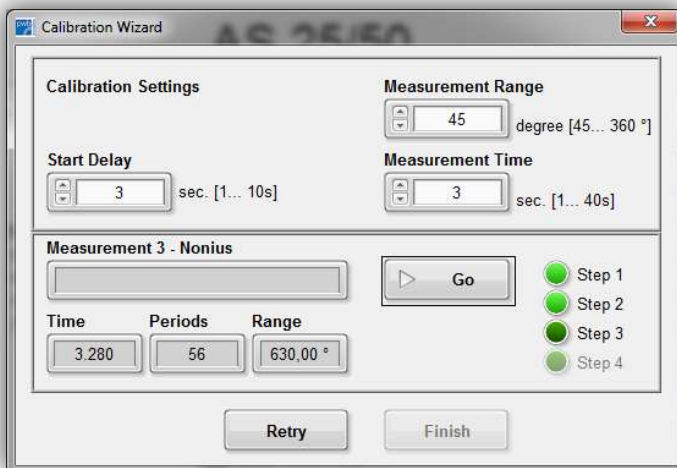 Calibration Wizard
AS 25/50
Calibration Settings
Measurement Range
45 degree [45... 360 °]
Start Delay
3 sec. [1... 10s]
Measurement Time
3 sec. [1... 40s]
Measurement 3 - Nonius
Go
Step 1
Step 2
Step 3
Step 4
Time Periods Range
3.280 56 630,00 °
Retry Finish